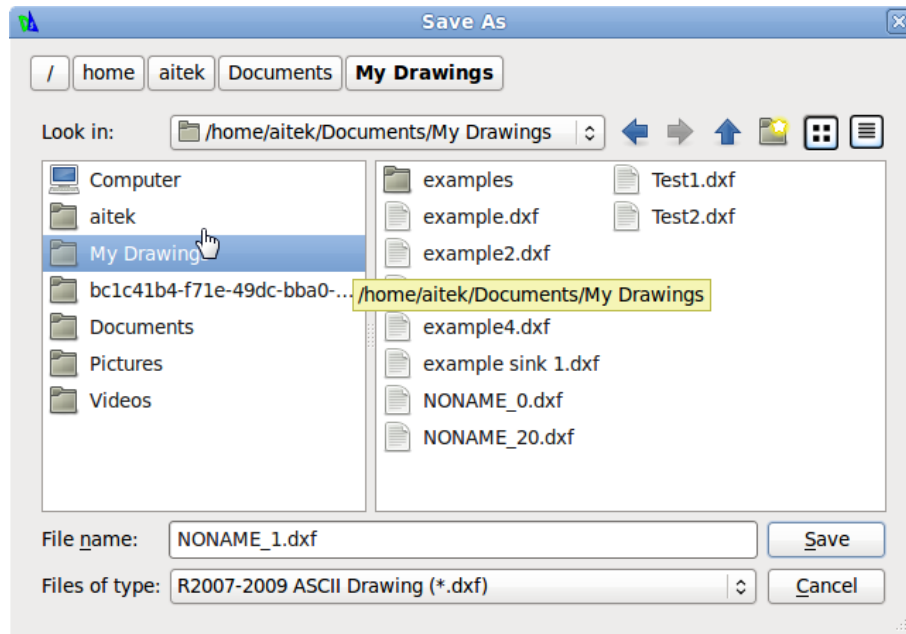 Save As
/ home aitek Documents My Drawings
Look in: /home/aitek/Documents/My Drawings
Computer
aitek
My Drawing
bc1c41b4-f71e-49dc-bba0-...
Documents
Pictures
Videos
examples
example.dxf
example2.dxf
/home/aitek/Documents/My Drawings
example4.dxf
example sink 1.dxf
NONAME_0.dxf
NONAME_20.dxf
Test1.dxf
Test2.dxf
File name: NONAME_1.dxf Save
Files of type: R2007-2009 ASCII Drawing (*.dxf) Cancel